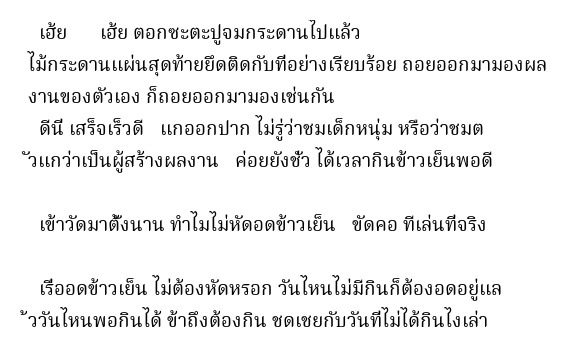 เฮ้ย เฮ้ย ตอกซะตะปูจมกระดานไปแล้ว
ไม้กระดานแผ่นสุดท้ายยึดติดกับที่อย่างเรียบร้อย ถอยออกมามองผล
งานของตัวเอง ก็ถอยออกมามองเช่นกัน
ดีนี่ เสร็จเร็วดี แกออกปาก ไม่รู่ว่าชมเด็กหนุ่ม หรือว่าชมต
ัวแกว่าเป็นผู้สร้างผลงาน ค่อยยังชั่ว ได้เวลากินข้าวเย็นพอดี
เข้าวัดมาตั้งนาน ทำไมไม่หัดอดข้าวเย็น ขัดคอ ทีเล่นทีจริง
เรื่ออดข้าวเย็น ไม่ต้องหัดหรอก วันไหนไม่มีกินก็ต้องอดอยู่แล
้ววันไหนพอกินได้ ข้าถึงต้องกิน ชดเชยกับวันที่ไม่ได้กินไงเล่า